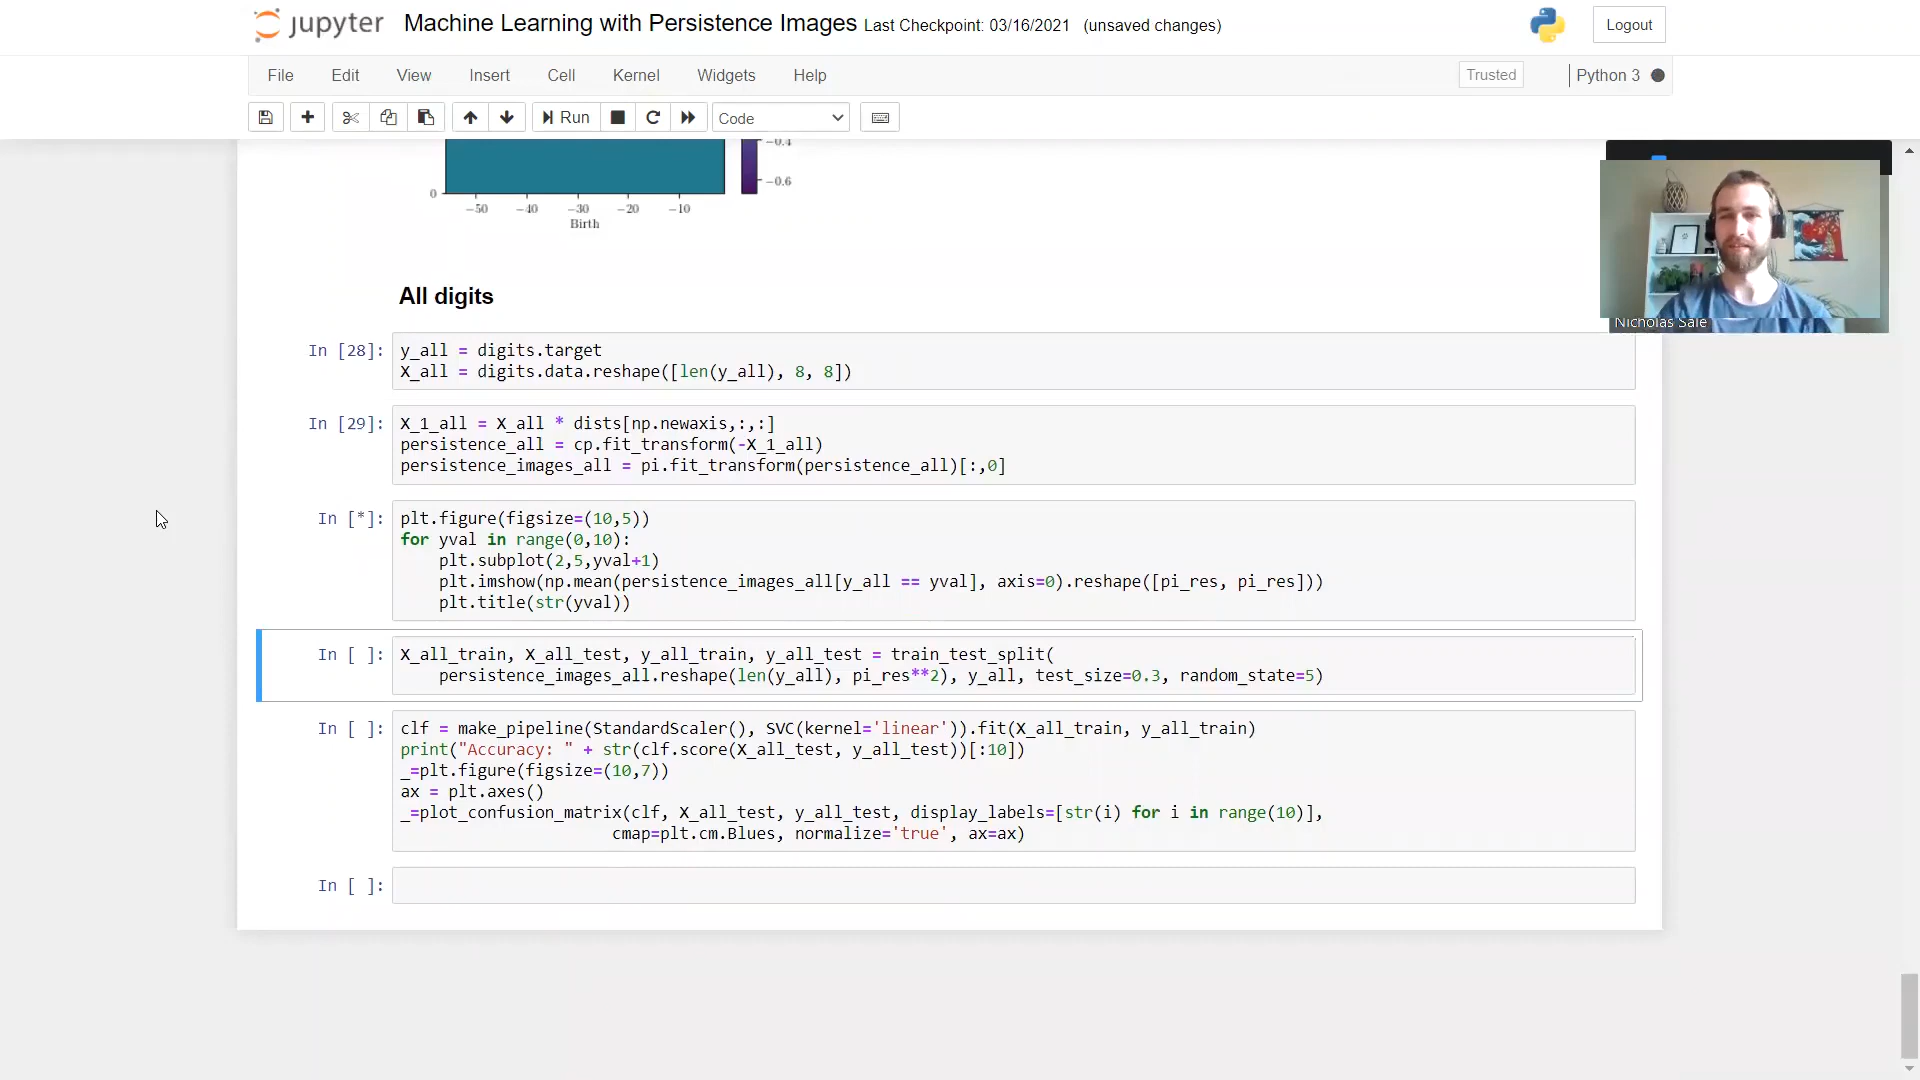 jupyter Machine Learning with Persistence Images Last Checkpoint: 03/16/2021 (unsaved changes) Logout
File Edit View Insert Cell Kernel Widgets Help Trusted Python 3
Run Code
−0.4
−0.6
0
−50 −40 −30 −20 −10
Birth
Nicholas Sale
All digits
In [28]: y_all = digits.target
X_all = digits.data.reshape([len(y_all), 8, 8])
In [29]: X_1_all = X_all * dists[np.newaxis,:,:]
persistence_all = cp.fit_transform(-X_1_all)
persistence_images_all = pi.fit_transform(persistence_all)[:,0]
In [*]: plt.figure(figsize=(10,5))
for yval in range(0,10):
plt.subplot(2,5,yval+1)
plt.imshow(np.mean(persistence_images_all[y_all == yval], axis=0).reshape([pi_res, pi_res]))
plt.title(str(yval))
In [ ]: X_all_train, X_all_test, y_all_train, y_all_test = train_test_split(
persistence_images_all.reshape(len(y_all), pi_res**2), y_all, test_size=0.3, random_state=5)
In [ ]: clf = make_pipeline(StandardScaler(), SVC(kernel='linear')).fit(X_all_train, y_all_train)
print("Accuracy: " + str(clf.score(X_all_test, y_all_test))[:10])
_=plt.figure(figsize=(10,7))
ax = plt.axes()
_=plot_confusion_matrix(clf, X_all_test, y_all_test, display_labels=[str(i) for i in range(10)],
cmap=plt.cm.Blues, normalize='true', ax=ax)
In [ ]: